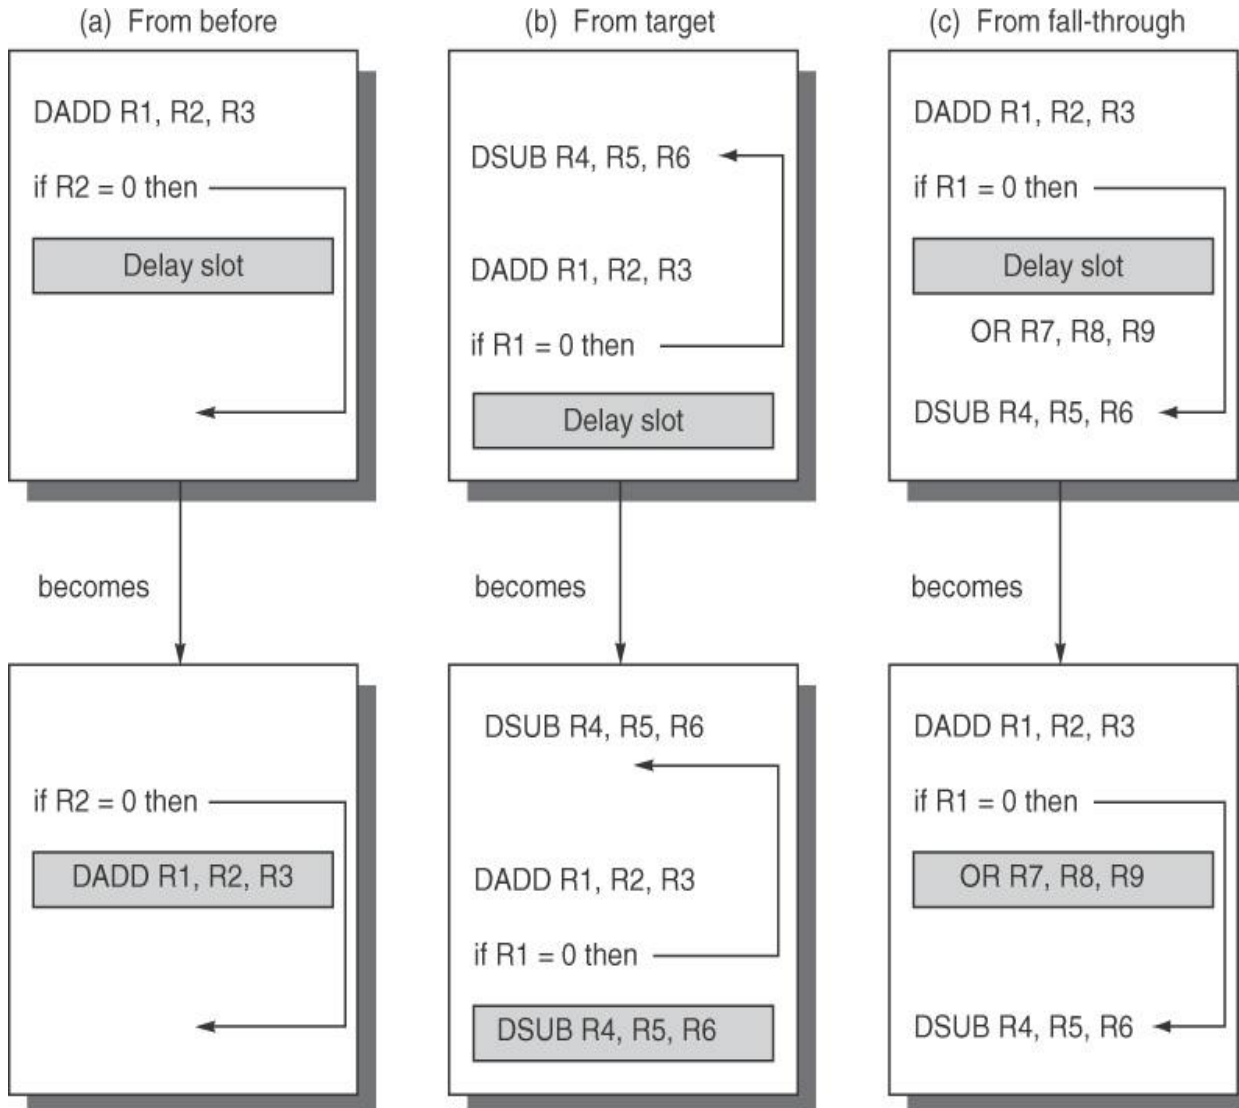 (a) From before
DADD R1, R2, R3
if R2 = 0 then
Delay slot
becomes
if R2 = 0 then
DADD R1, R2, R3
(b) From target
DSUB R4, R5, R6
DADD R1, R2, R3
if R1 = 0 then
Delay slot
becomes
DSUB R4, R5, R6
DADD R1, R2, R3
if R1 = 0 then
DSUB R4, R5, R6
(c) From fall-through
DADD R1, R2, R3
if R1 = 0 then
Delay slot
OR R7, R8, R9
DSUB R4, R5, R6
becomes
DADD R1, R2, R3
if R1 = 0 then
OR R7, R8, R9
DSUB R4, R5, R6